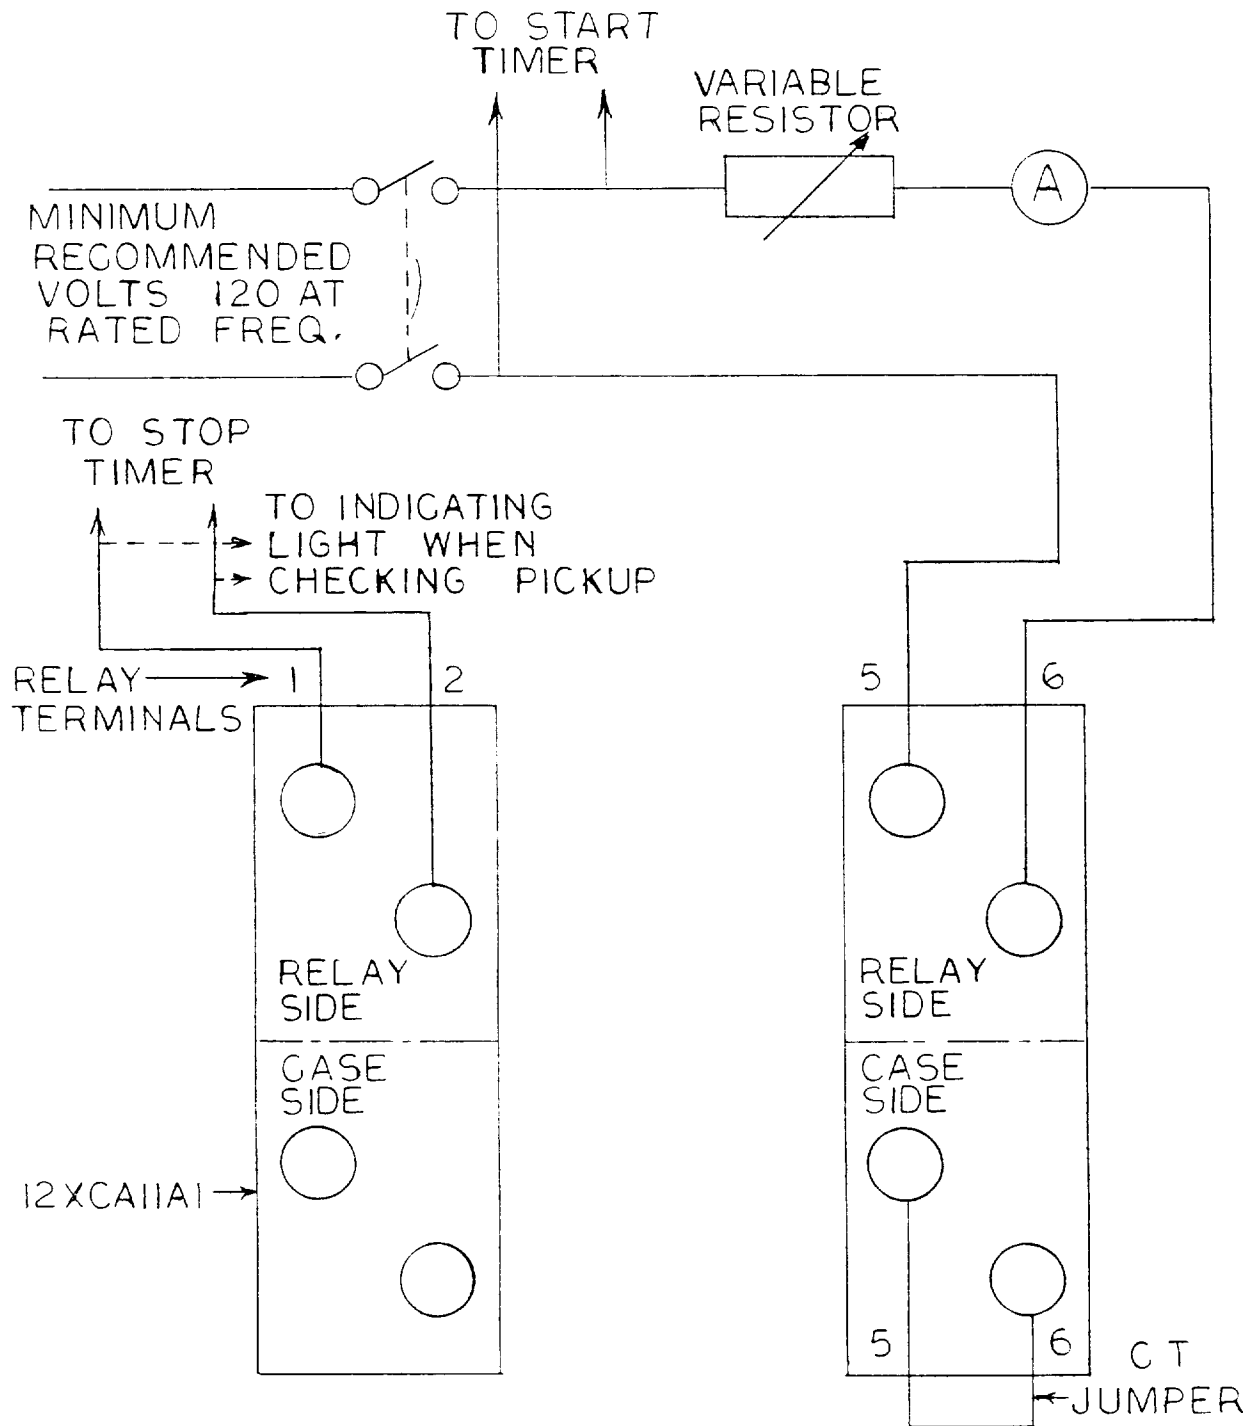 TO START
TIMER
VARIABLE
RESISTOR
A
MINIMUM
RECOMMENDED
VOLTS 120 AT
RATED FREQ.
TO STOP
TIMER
TO INDICATING
LIGHT WHEN
CHECKING PICKUP
RELAY
TERMINALS
1
2
5
6
RELAY
SIDE
CASE
SIDE
RELAY
SIDE
CASE
SIDE
12XCA11A1
5
6
CT
JUMPER